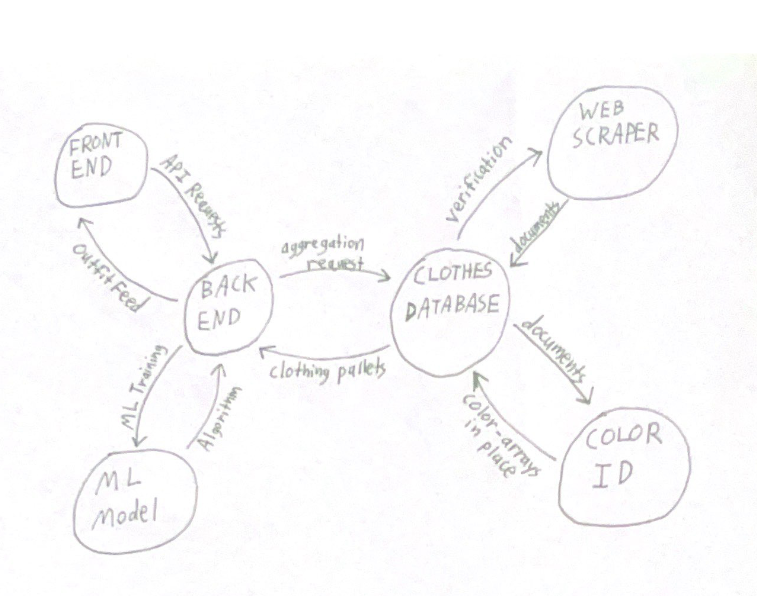 WEB
SCRAPER
FRONT
END
API Requests
verification
documents
Outfit Feed
aggregation
request
CLOTHES
DATABASE
BACK
END
documents
clothing pallets
ML Training
Algorithm
color-arrays
in place
COLOR
ID
ML
Model